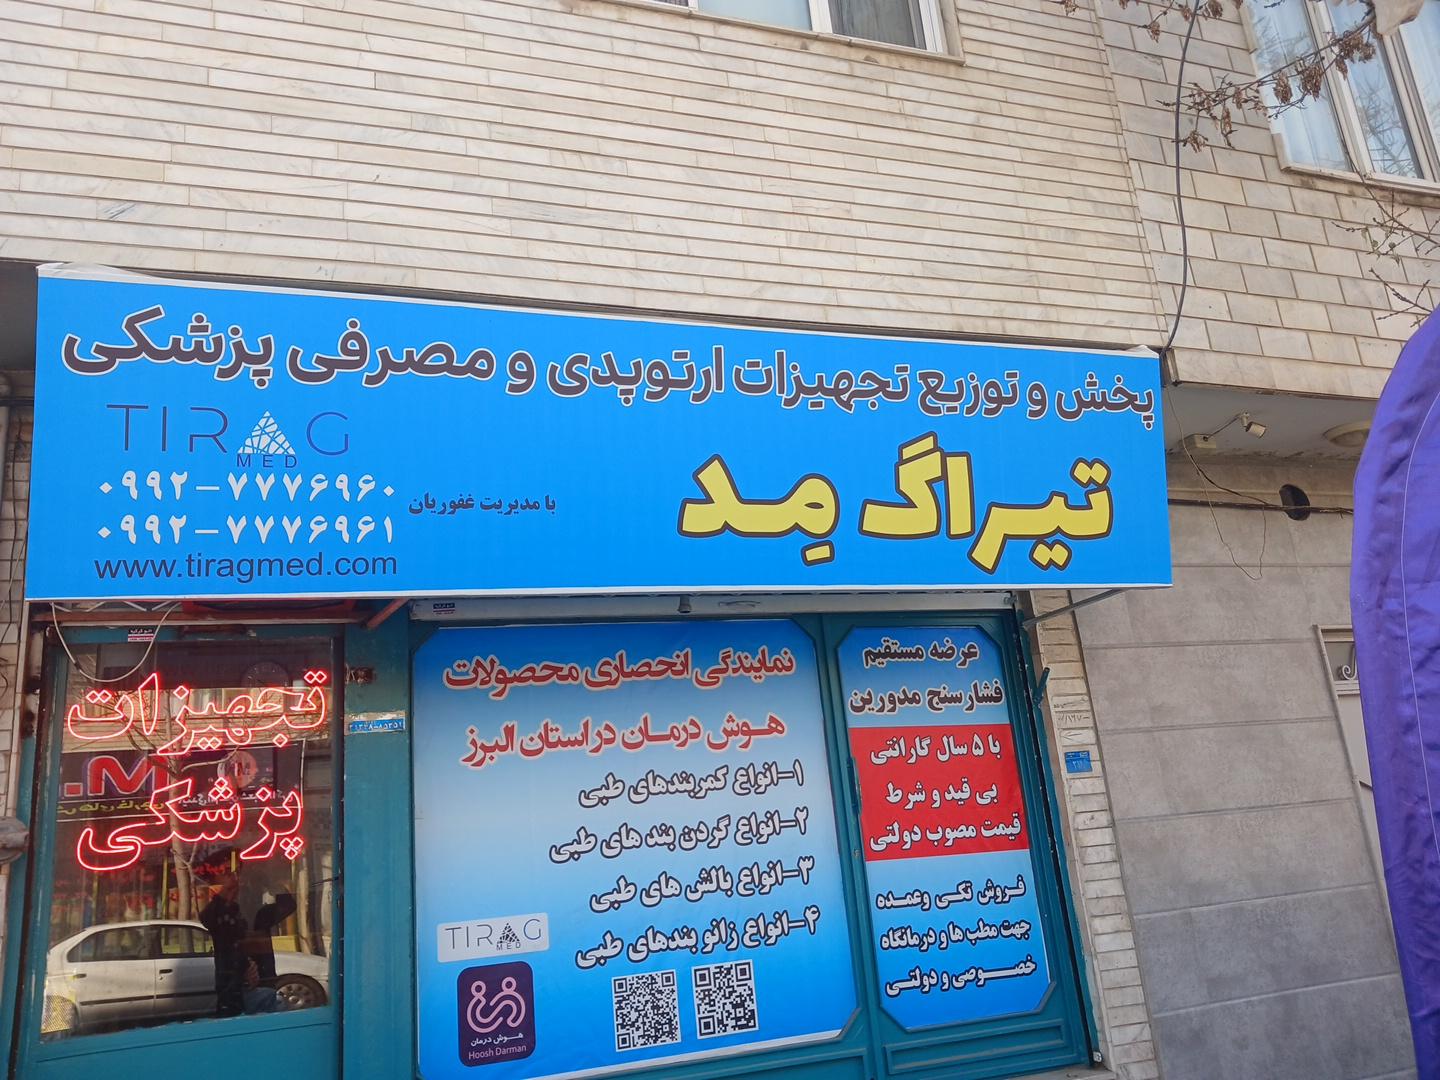 پخش و توزیع تجهیزات ارتوپدی و مصرفی پزشکی
TIRAG
MED
تیراگ مِد
با مدیریت غفوریان
۰۹۹۲-۷۷۷۶۹۶۰
۰۹۹۲-۷۷۷۶۹۶۱
www.tiragmed.com
تجهیزات
پزشکی
نمایندگی انحصاری محصولات
هوش درمان در استان البرز
۱-انواع کمربندهای طبی
۲-انواع گردن بند های طبی
۳-انواع بالش های طبی
۴-انواع زانو بندهای طبی
TIRAG
MED
هوش درمان
Hoosh Darman
عرضه مستقیم
فشارسنج مدورین
با ۵ سال گارانتی
بی قید و شرط
قیمت مصوب دولتی
فروش تکی وعمده
جهت مطب ها و درمانگاه
خصوصی و دولتی